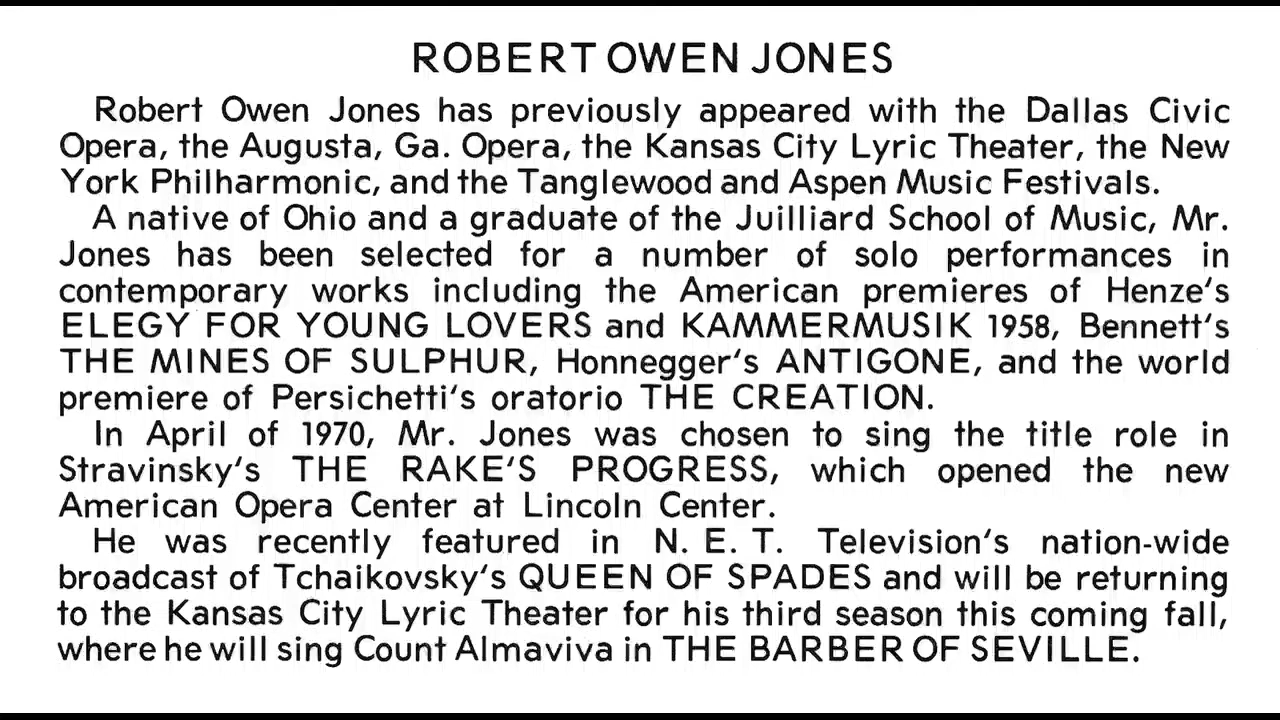 ROBERT OWEN JONES
Robert Owen Jones has previously appeared with the Dallas Civic
Opera, the Augusta, Ga. Opera, the Kansas City Lyric Theater, the New
York Philharmonic, and the Tanglewood and Aspen Music Festivals.
A native of Ohio and a graduate of the Juilliard School of Music, Mr.
Jones has been selected for a number of solo performances in
contemporary works including the American premieres of Henze's
ELEGY FOR YOUNG LOVERS and KAMMERMUSIK 1958, Bennett's
THE MINES OF SULPHUR, Honnegger's ANTIGONE, and the world
premiere of Persichetti's oratorio THE CREATION.
In April of 1970, Mr. Jones was chosen to sing the title role in
Stravinsky's THE RAKE'S PROGRESS, which opened the new
American Opera Center at Lincoln Center.
He was recently featured in N. E. T. Television's nation-wide
broadcast of Tchaikovsky's QUEEN OF SPADES and will be returning
to the Kansas City Lyric Theater for his third season this coming fall,
where he will sing Count Almaviva in THE BARBER OF SEVILLE.